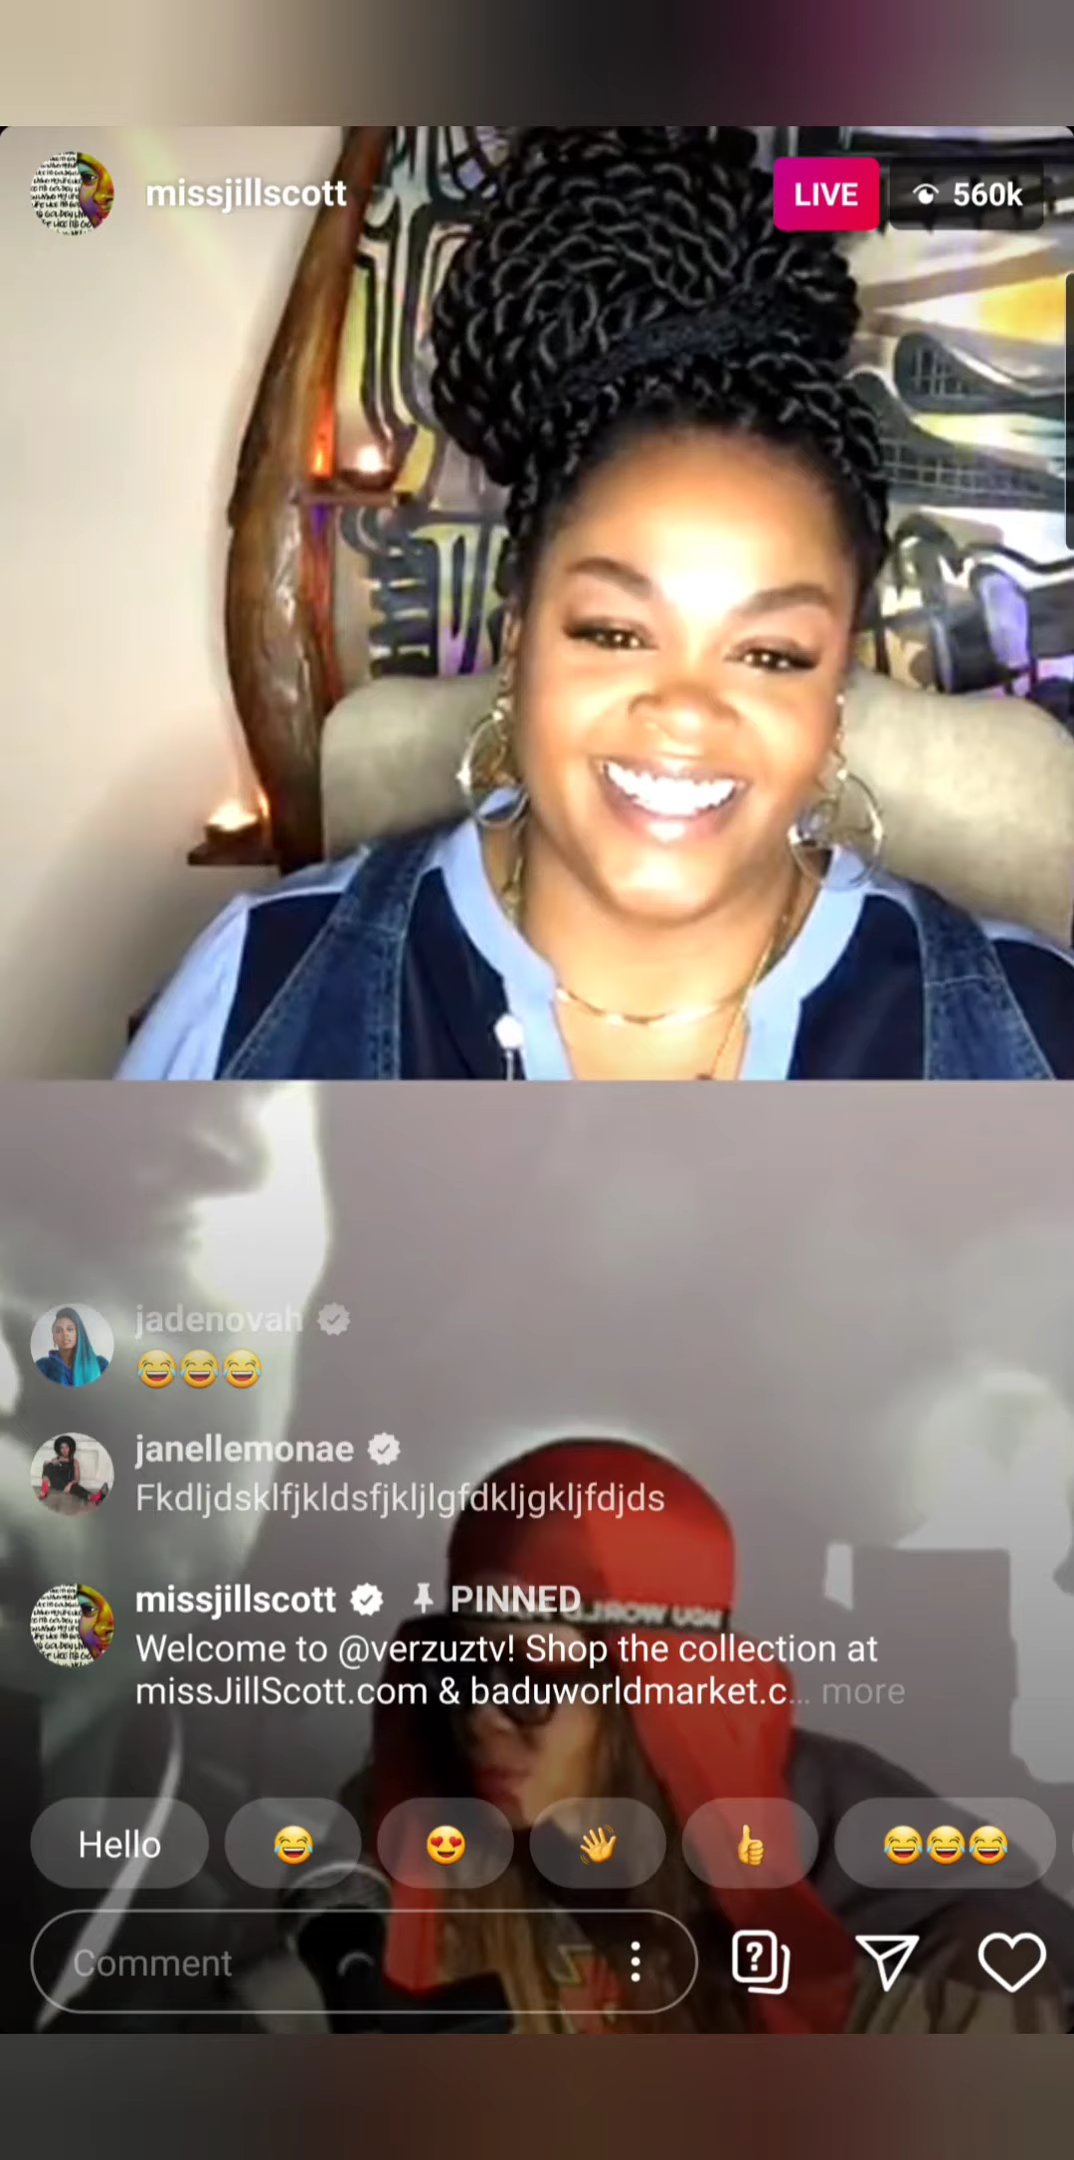 missjillscott
LIVE
560k
jadenovah
😂😂😂
janellemonae
Fkdljdsklfjkldsfjkljlgfdkljgkljfdjds
missjillscott PINNED
Welcome to @verzuztv! Shop the collection at
missJillScott.com & baduworldmarket.c... more
Hello 😂 😍 👋 👍 😂😂😂
Comment